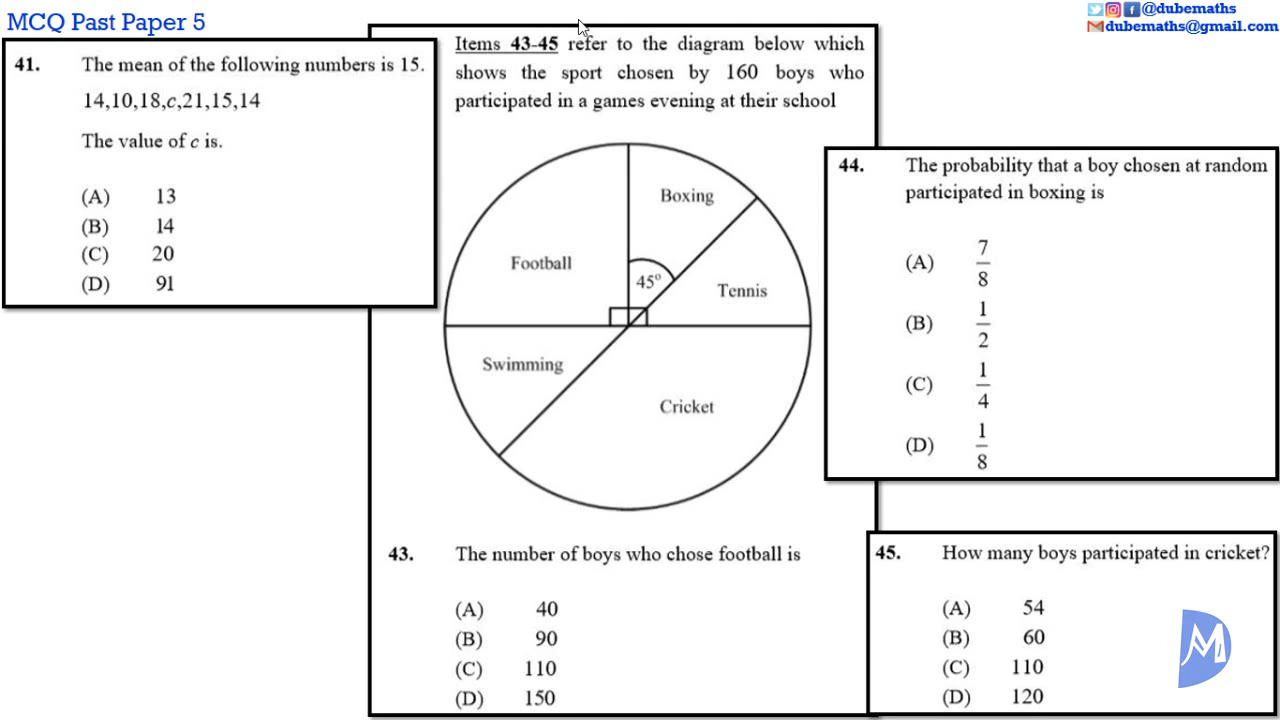 MCQ Past Paper 5
@dubemaths
dubemaths@gmail.com
41. The mean of the following numbers is 15.
14,10,18,c,21,15,14
The value of c is.
(A) 13
(B) 14
(C) 20
(D) 91
Items 43-45 refer to the diagram below which
shows the sport chosen by 160 boys who
participated in a games evening at their school
Boxing
Football
45°
Tennis
Swimming
Cricket
43. The number of boys who chose football is
(A) 40
(B) 90
(C) 110
(D) 150
44. The probability that a boy chosen at random
participated in boxing is
(A) 7/8
(B) 1/2
(C) 1/4
(D) 1/8
45. How many boys participated in cricket?
(A) 54
(B) 60
(C) 110
(D) 120
DM